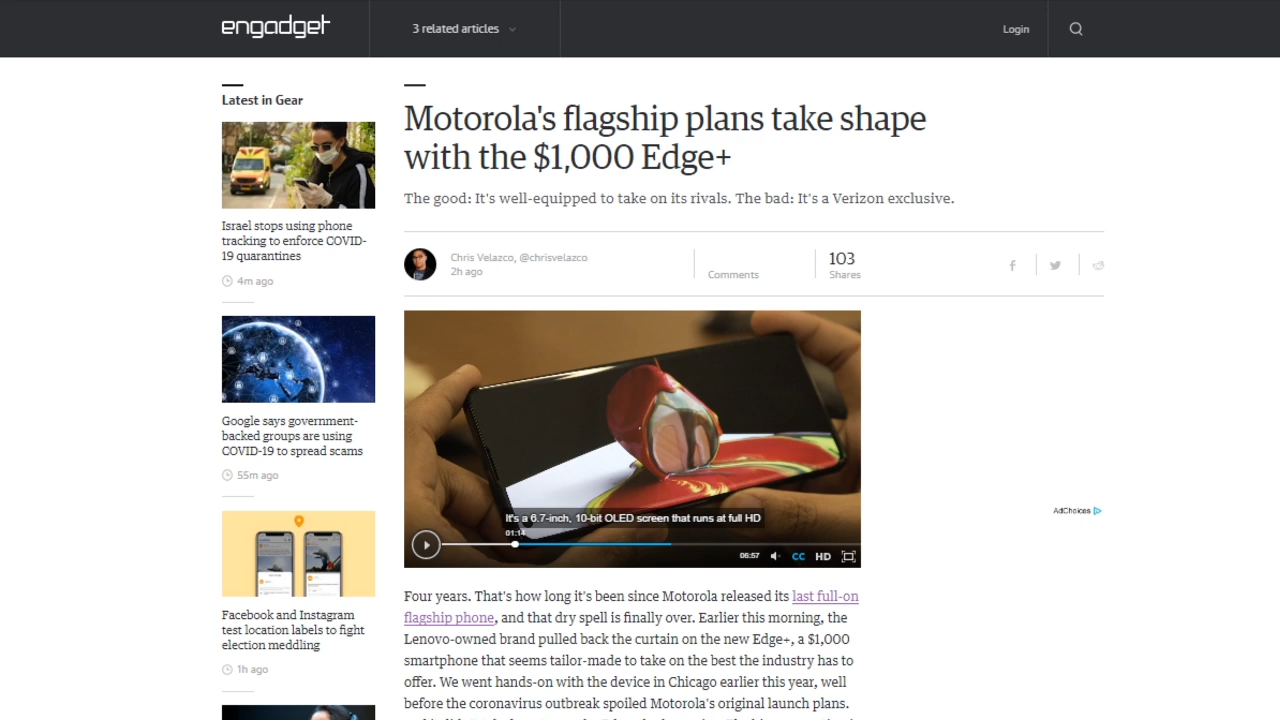 engadget
3 related articles
Login
Latest in Gear
Israel stops using phone
tracking to enforce COVID-
19 quarantines
4m ago
Google says government-
backed groups are using
COVID-19 to spread scams
55m ago
Facebook and Instagram
test location labels to fight
election meddling
1h ago
Motorola's flagship plans take shape
with the $1,000 Edge+
The good: It's well-equipped to take on its rivals. The bad: It's a Verizon exclusive.
Chris Velazco, @chrisvelazco
2h ago
Comments
103
Shares
It's a 6.7-inch, 10-bit OLED screen that runs at full HD
01:14
06:57
CC
HD
AdChoices
Four years. That's how long it's been since Motorola released its last full-on
flagship phone, and that dry spell is finally over. Earlier this morning, the
Lenovo-owned brand pulled back the curtain on the new Edge+, a $1,000
smartphone that seems tailor-made to take on the best the industry has to
offer. We went hands-on with the device in Chicago earlier this year, well
before the coronavirus outbreak spoiled Motorola's original launch plans.